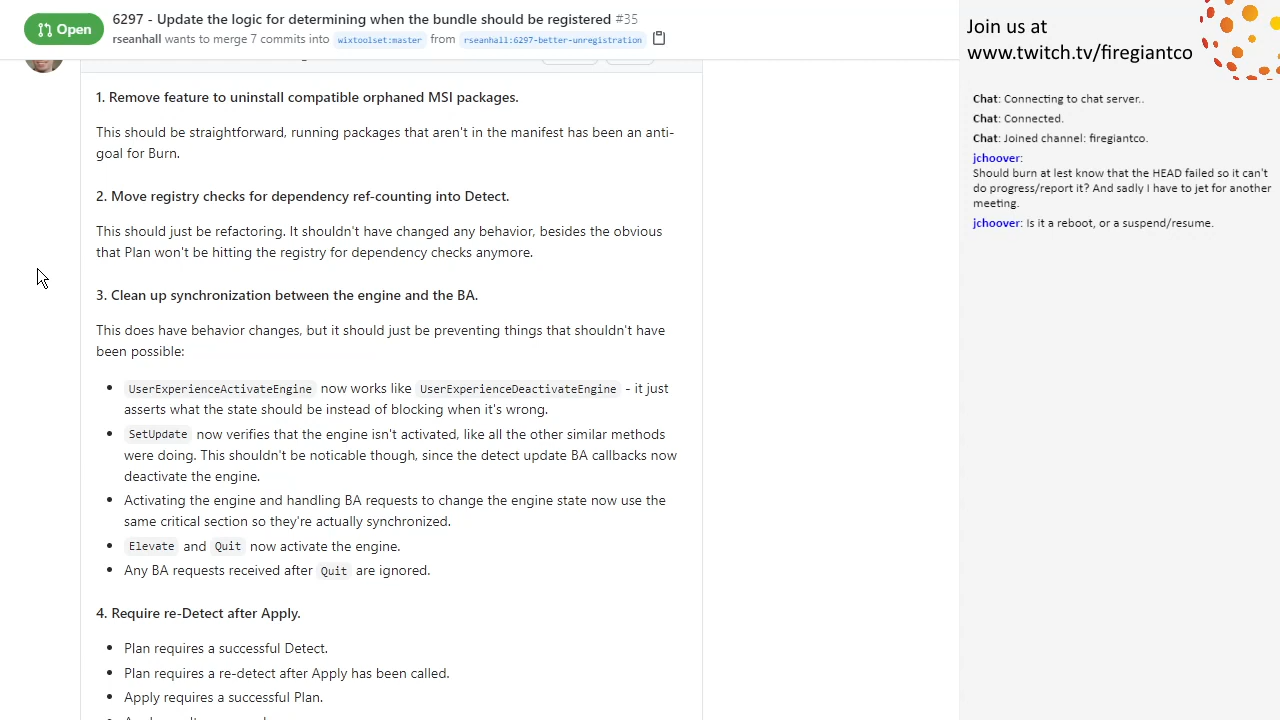 Open
6297 - Update the logic for determining when the bundle should be registered #35
rseanhall wants to merge 7 commits into wixtoolset:master from rseanhall:6297-better-unregistration
1. Remove feature to uninstall compatible orphaned MSI packages.
This should be straightforward, running packages that aren't in the manifest has been an anti-
goal for Burn.
2. Move registry checks for dependency ref-counting into Detect.
This should just be refactoring. It shouldn't have changed any behavior, besides the obvious
that Plan won't be hitting the registry for dependency checks anymore.
3. Clean up synchronization between the engine and the BA.
This does have behavior changes, but it should just be preventing things that shouldn't have
been possible:
• UserExperienceActivateEngine now works like UserExperienceDeactivateEngine - it just
asserts what the state should be instead of blocking when it's wrong.
• SetUpdate now verifies that the engine isn't activated, like all the other similar methods
were doing. This shouldn't be noticable though, since the detect update BA callbacks now
deactivate the engine.
• Activating the engine and handling BA requests to change the engine state now use the
same critical section so they're actually synchronized.
• Elevate and Quit now activate the engine.
• Any BA requests received after Quit are ignored.
4. Require re-Detect after Apply.
• Plan requires a successful Detect.
• Plan requires a re-detect after Apply has been called.
• Apply requires a successful Plan.
Join us at
www.twitch.tv/firegiantco
Chat: Connecting to chat server..
Chat: Connected.
Chat: Joined channel: firegiantco.
jchoover:
Should burn at lest know that the HEAD failed so it can't
do progress/report it? And sadly I have to jet for another
meeting.
jchoover: Is it a reboot, or a suspend/resume.